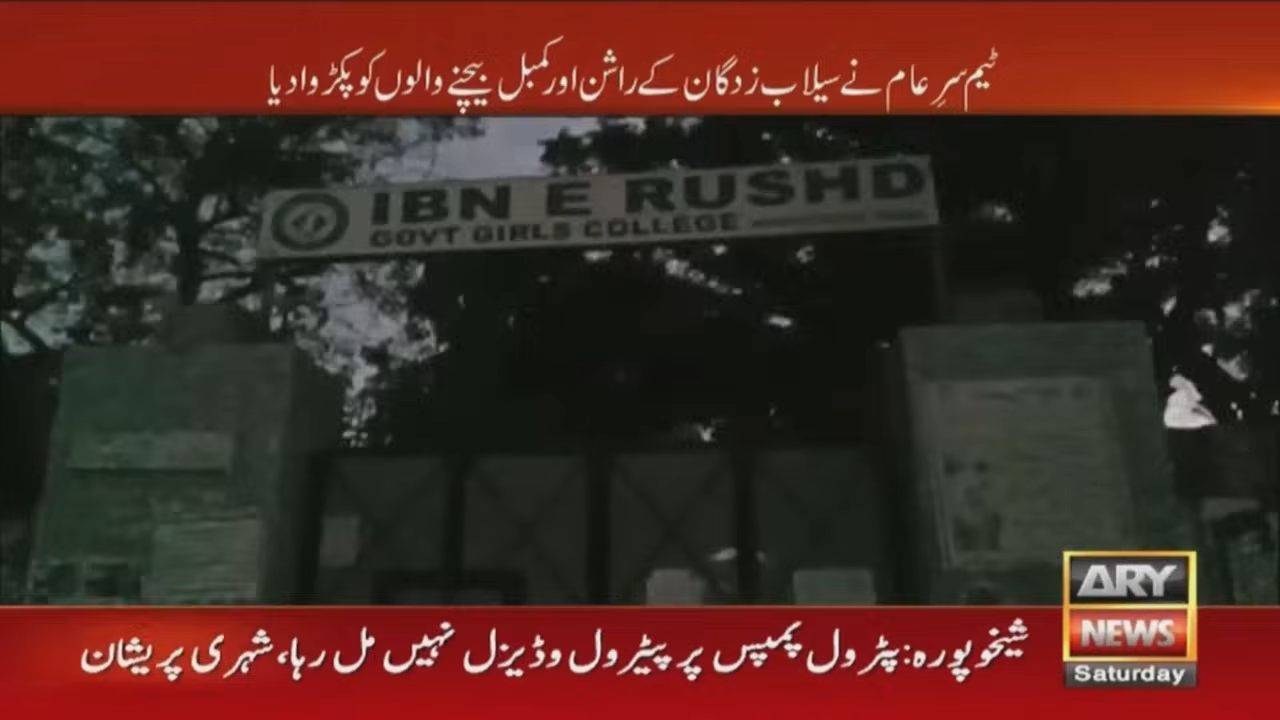 ٹیم سرِ عام نے سیلاب زدگان کے راشن اور کمبل بیچنے والوں کو پکڑوا دیا
IBN E RUSHD
GOVT GIRLS COLLEGE
ARY
NEWS
Saturday
شیخوپورہ: پٹرول پمپس پر پیٹرول و ڈیزل نہیں مل رہا، شہری پریشان